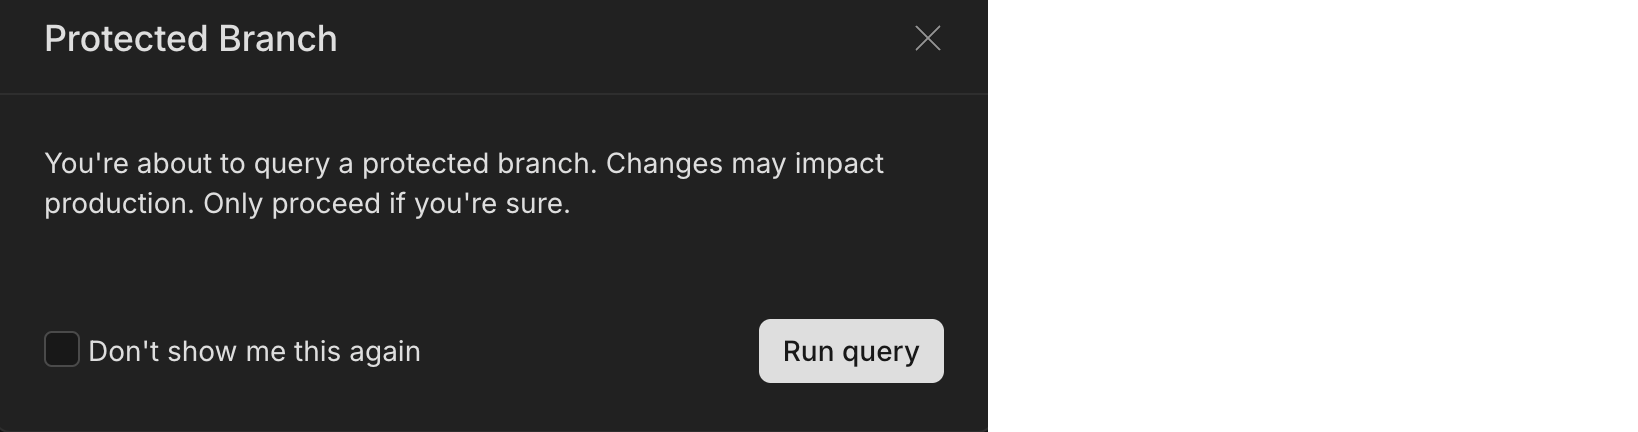 Protected Branch
You're about to query a protected branch. Changes may impact
production. Only proceed if you're sure.
Don't show me this again
Run query